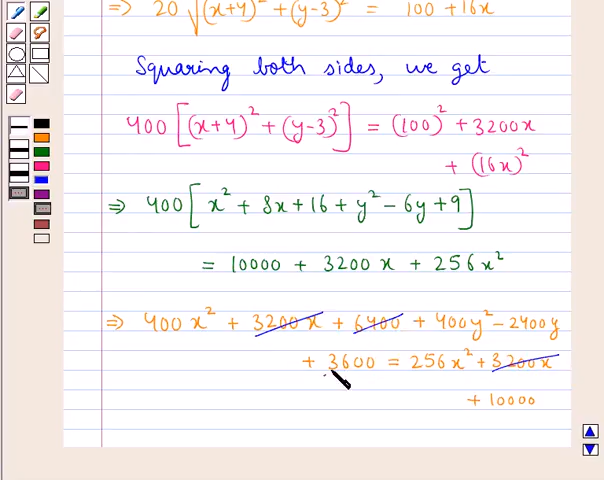 ⇒ 20 √(x+4)² + (y-3)² = 100 + 16x
Squaring both sides, we get
400[(x+4)² + (y-3)²] = (100)² + 3200x
+ (16x)²
⇒ 400[x² + 8x + 16 + y² - 6y + 9]
= 10000 + 3200x + 256x²
⇒ 400x² + 3200x + 6400 + 400y² - 2400y
+ 3600 = 256x² + 3200x
+ 10000